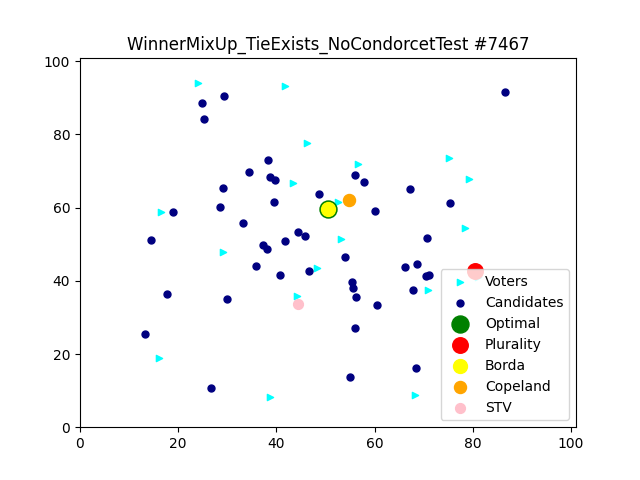 WinnerMixUp_TieExists_NoCondorcetTest #7467
100
80
60
40
20
0
0 20 40 60 80 100
Voters
Candidates
Optimal
Plurality
Borda
Copeland
STV